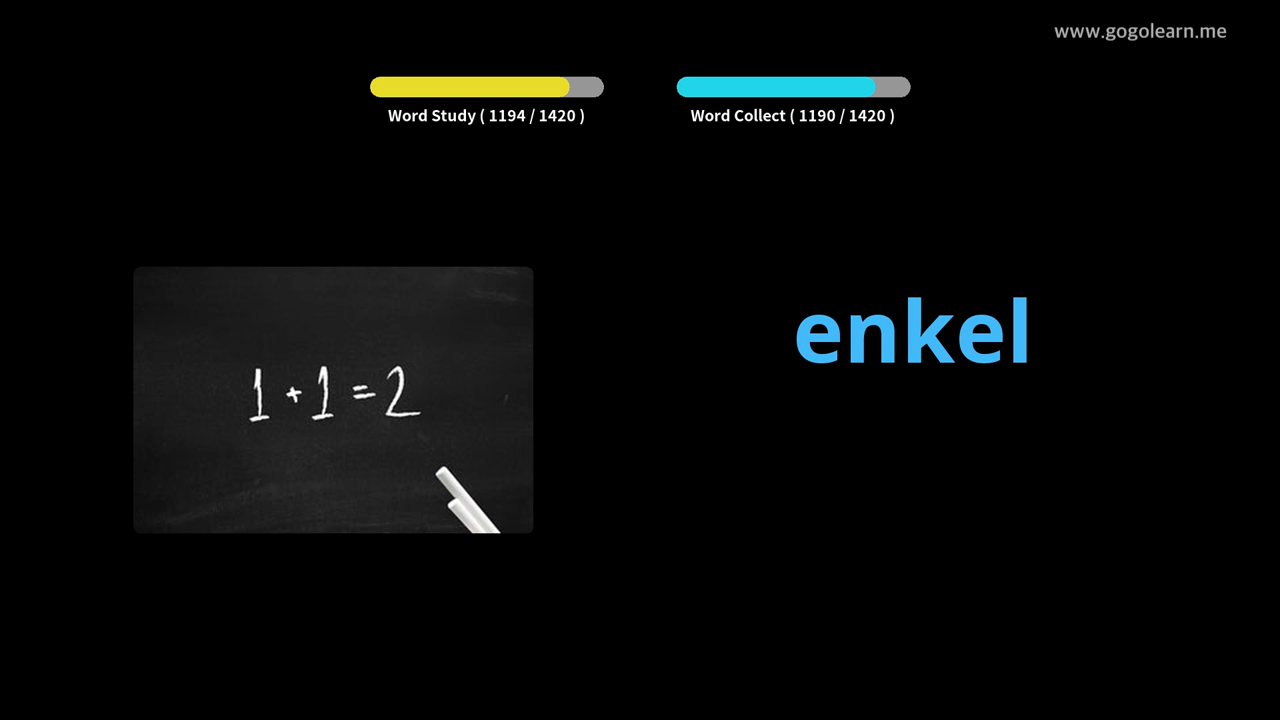 www.gogolearn.me
Word Study ( 1194 / 1420 )
Word Collect ( 1190 / 1420 )
enkel
1 + 1 = 2